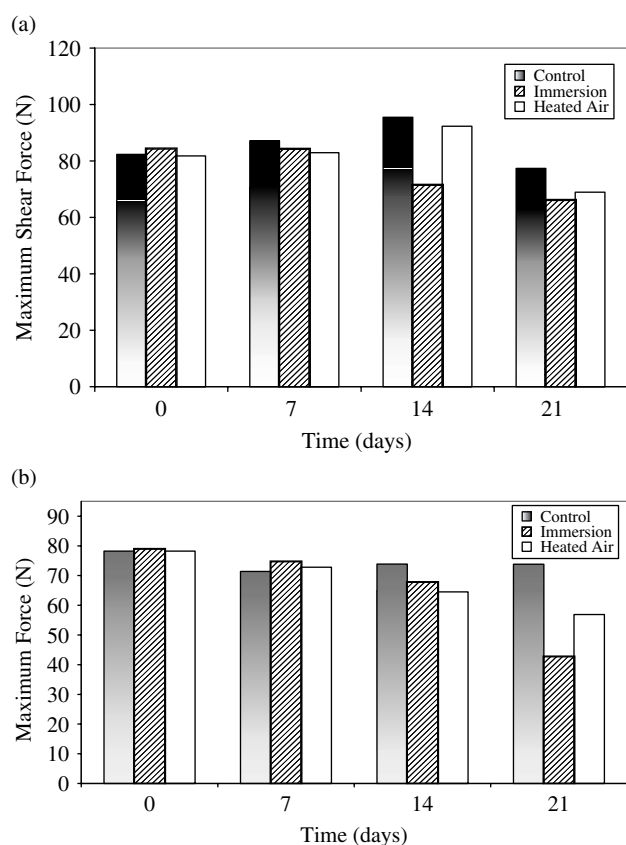 (a)
120
100
80
60
40
20
0
Maximum Shear Force (N)
Control
Immersion
Heated Air
0 7 14 21
Time (days)
(b)
90
80
70
60
50
40
30
20
10
0
Maximum Force (N)
Control
Immersion
Heated Air
0 7 14 21
Time (days)